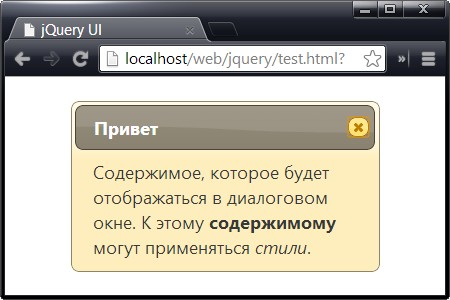 jQuery UI
localhost/web/jquery/test.html?
Привет
Содержимое, которое будет
отображаться в диалоговом
окне. К этому содержимому
могут применяться стили.